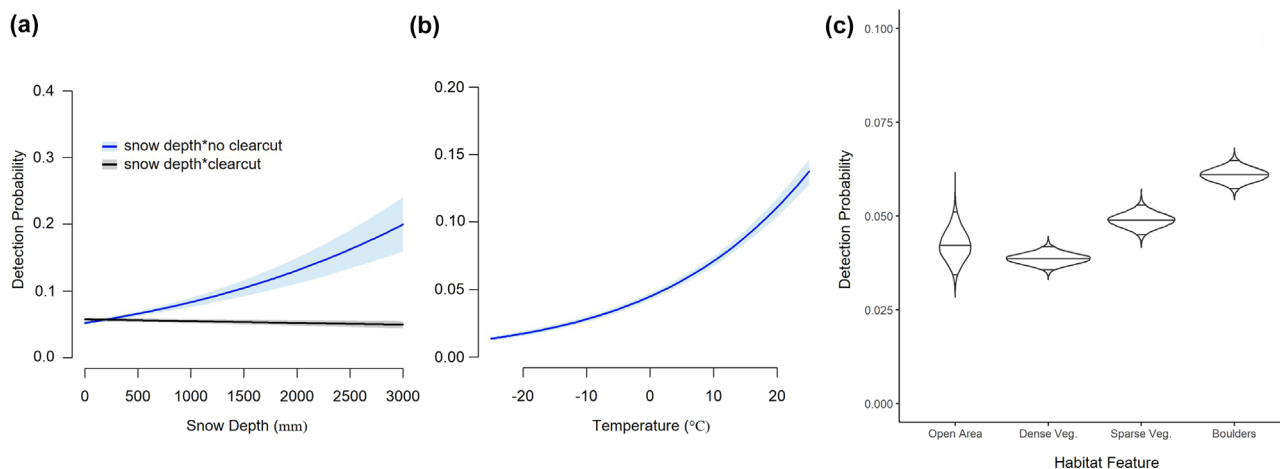 (a)
Detection Probability
0.4
0.3
0.2
0.1
0.0
snow depth*no clearcut
snow depth*clearcut
0 500 1000 1500 2000 2500 3000
Snow Depth (mm)
(b)
0.20
0.15
0.10
0.05
0.00
-20 -10 0 10 20
Temperature (°C)
(c)
Detection Probability
0.100
0.075
0.050
0.025
0.000
Open Area Dense Veg. Sparse Veg. Boulders
Habitat Feature